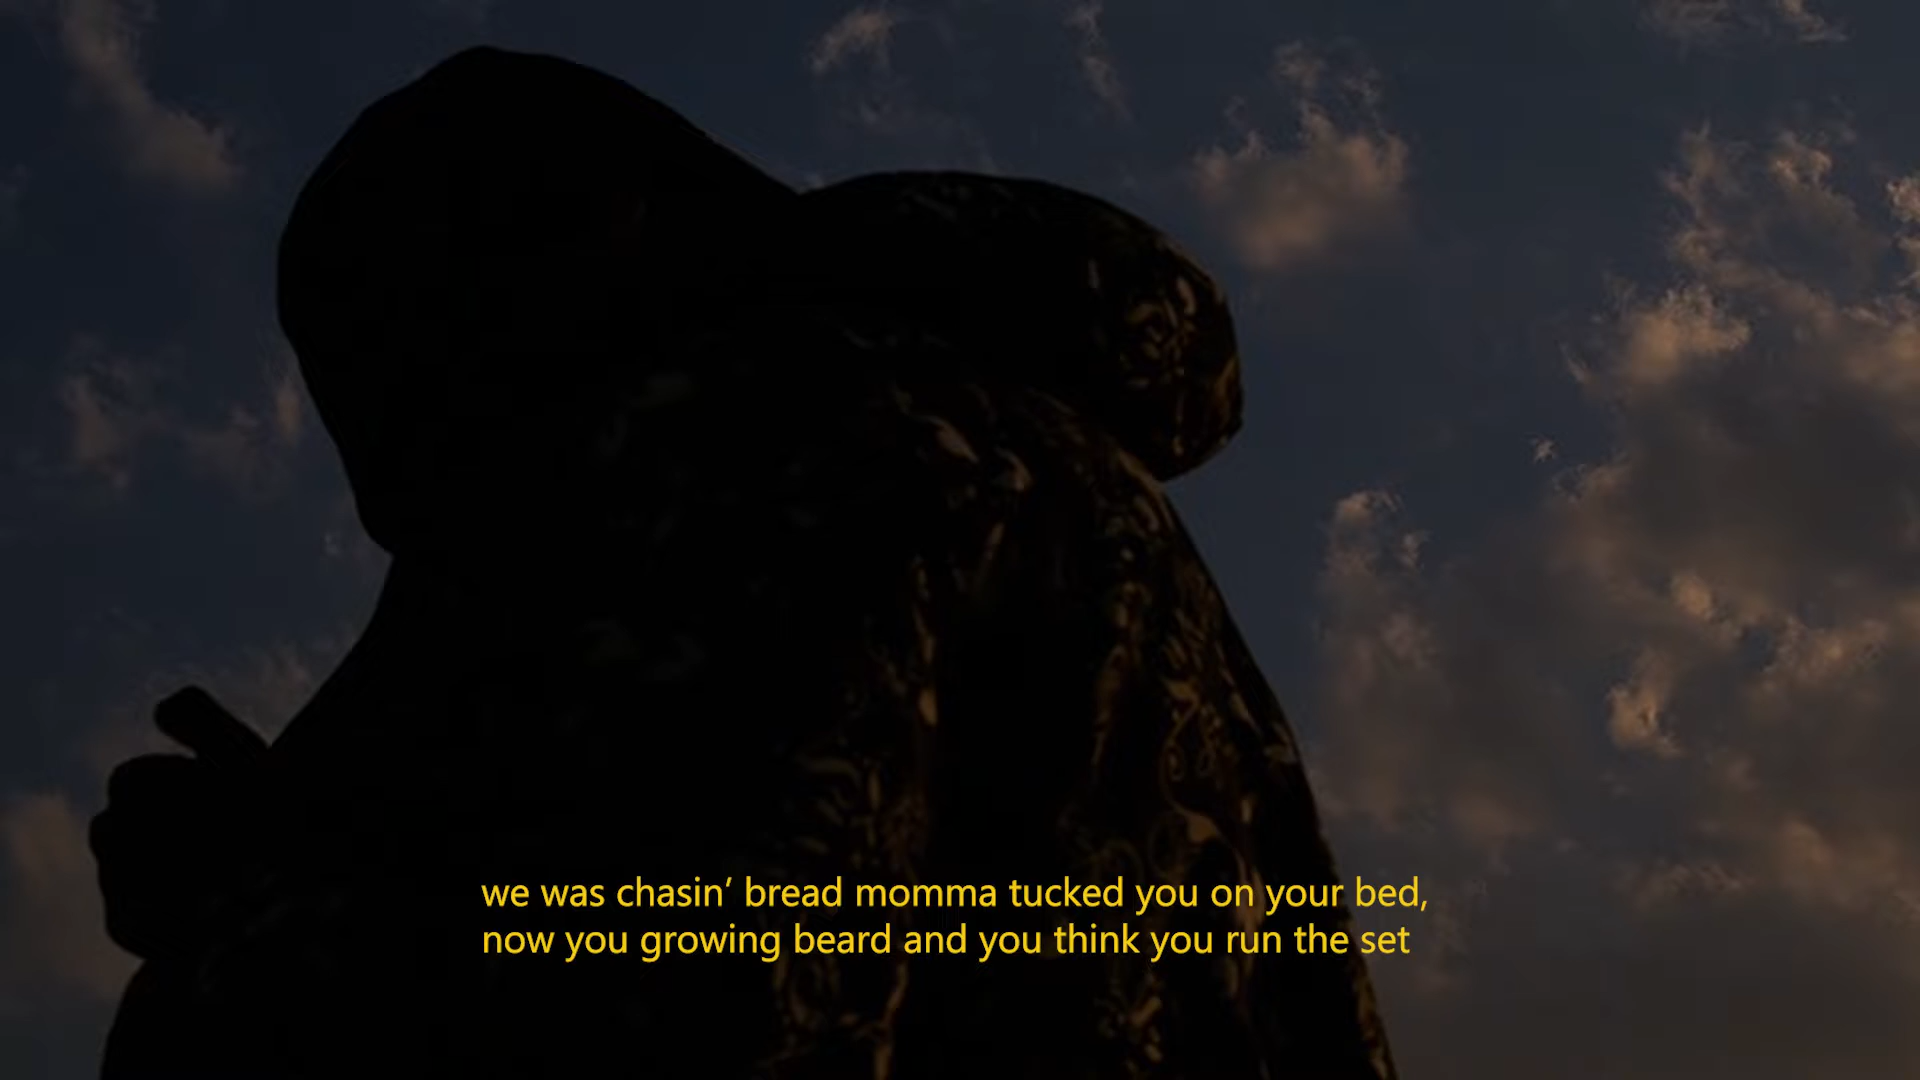 we was chasin’ bread momma tucked you on your bed,
now you growing beard and you think you run the set